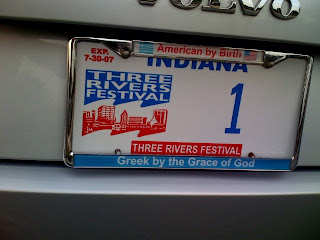 VOLVO
American by Birth
EXP.
7-30-07
INDIANA
THREE
RIVERS
FESTIVAL
1
THREE RIVERS FESTIVAL
Greek by the Grace of God